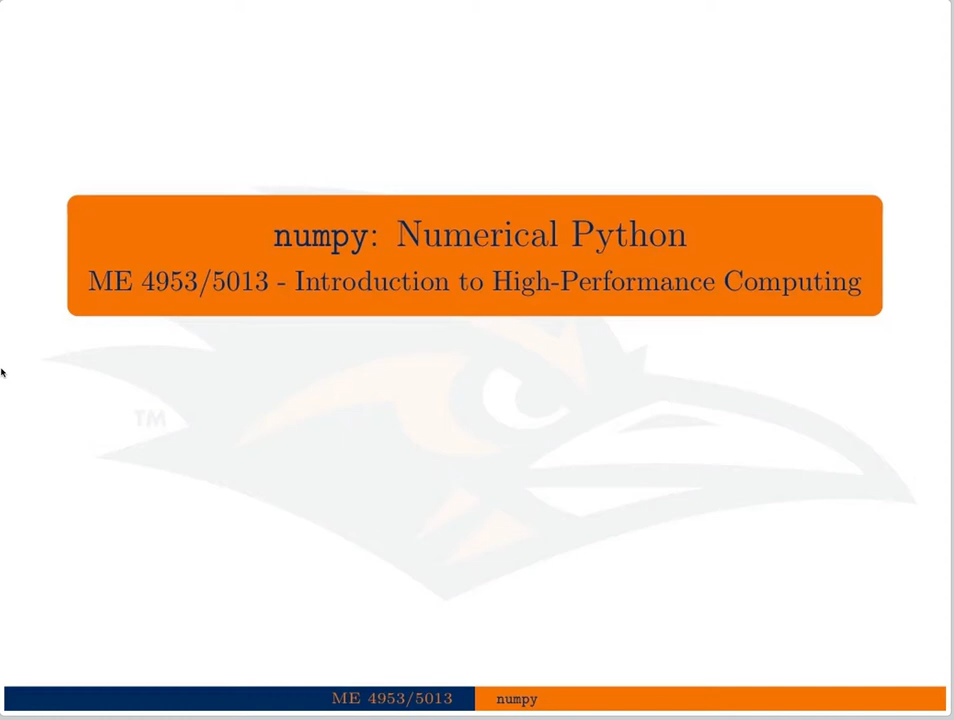 numpy: Numerical Python
ME 4953/5013 - Introduction to High-Performance Computing
TM
ME 4953/5013 numpy